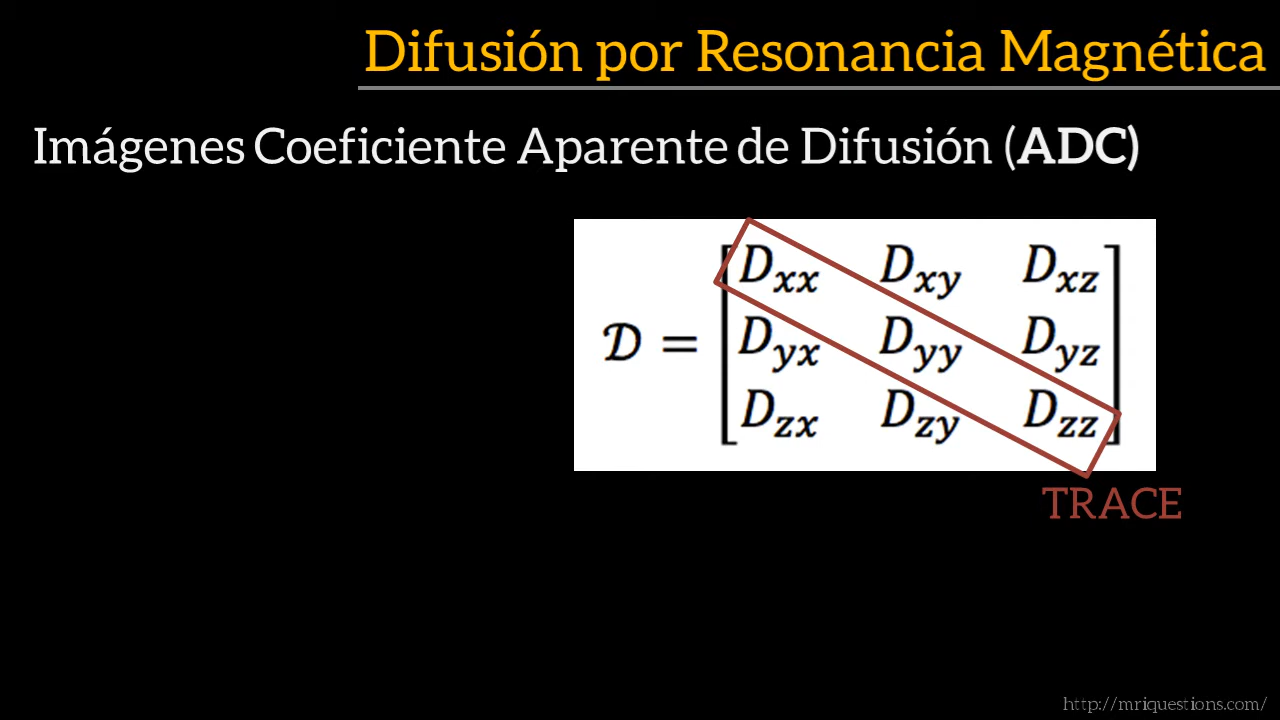 Difusión por Resonancia Magnética
Imágenes Coeficiente Aparente de Difusión (ADC)
D_xx D_xy D_xz
𝒟 = D_yx D_yy D_yz
D_zx D_zy D_zz
TRACE
http://mriquestions.com/